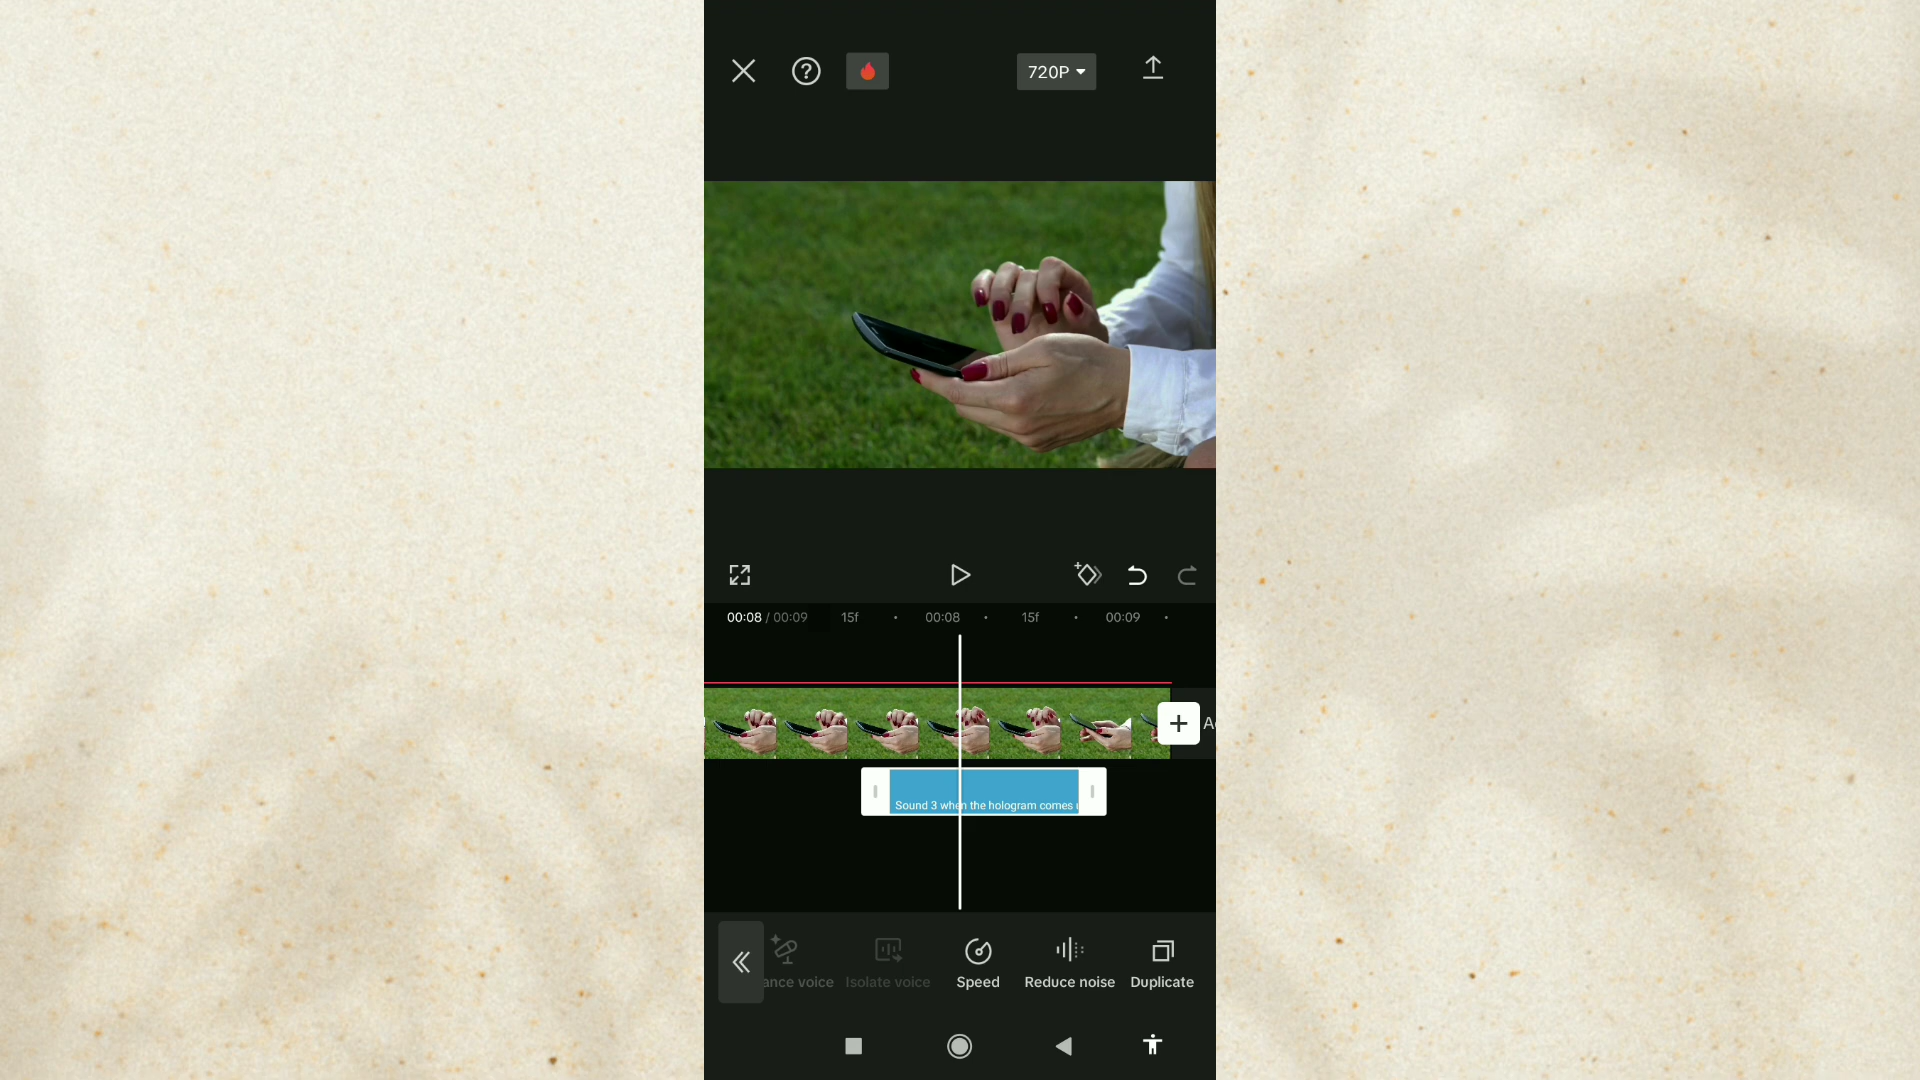 720P
00:08 / 00:09 15f 00:08 15f 00:09
Sound 3 when the hologram comes
ance voice Isolate voice Speed Reduce noise Duplicate